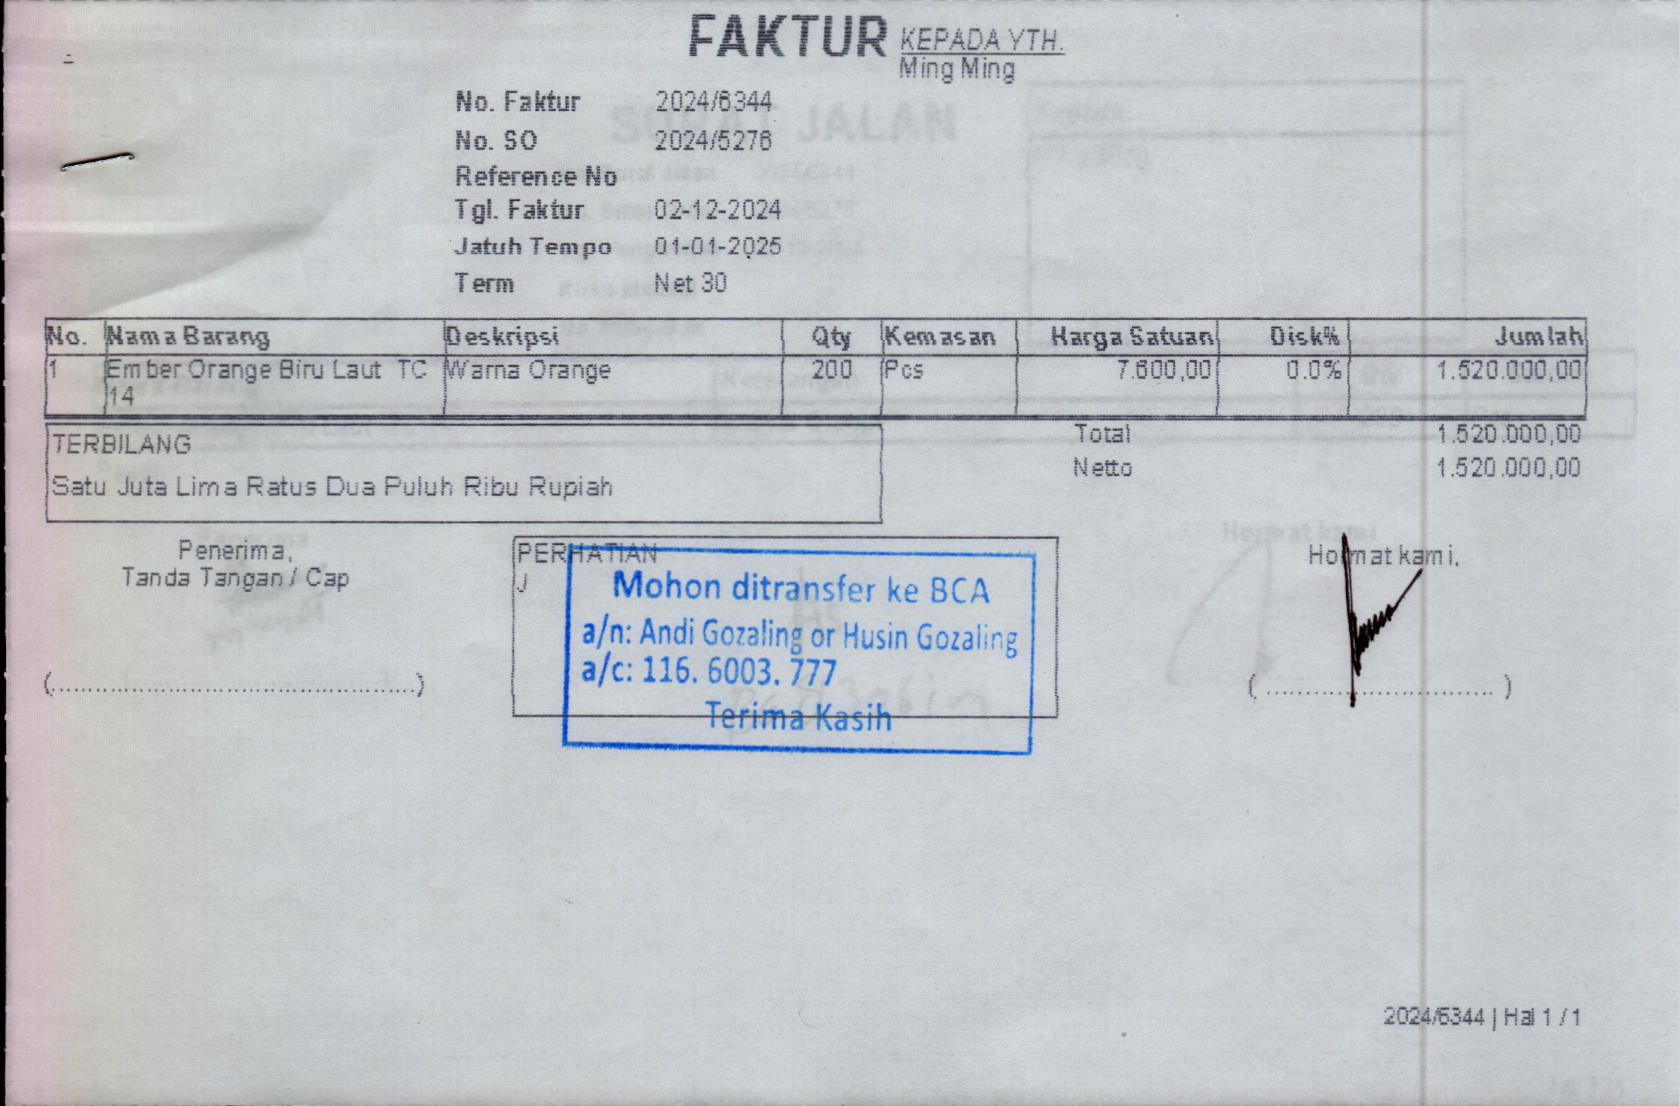 FAKTUR KEPADA YTH.
Ming Ming
No. Faktur 2024/6344
No. SO 2024/5276
Reference No
Tgl. Faktur 02-12-2024
Jatuh Tempo 01-01-2025
Term Net 30
No. Nama Barang Deskripsi Qty Kemasan Harga Satuan Disk% Jumlah
1 Ember Orange Biru Laut TC Warna Orange 200 Pcs 7.600,00 0.0% 1.520.000,00
14
TERBILANG Total 1.520.000,00
Netto 1.520.000,00
Satu Juta Lima Ratus Dua Puluh Ribu Rupiah
Penerima,
Tanda Tangan / Cap
PERHATIAN
J
Mohon ditransfer ke BCA
a/n: Andi Gozaling or Husin Gozaling
a/c: 116. 6003. 777
Terima Kasih
Hormat kami,
(........................................................)
(................................)
SURAT JALAN
2024/6344 | Hal 1 / 1